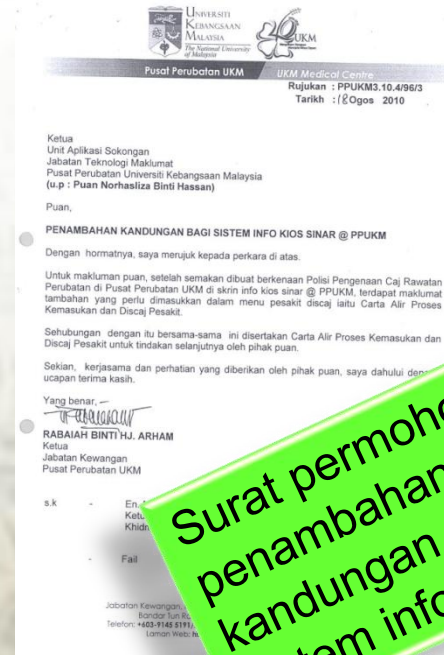 UNIVERSITI
KEBANGSAAN
MALAYSIA
The National University
of Malaysia
UKM
Pusat Perubatan UKM
UKM Medical Centre
Rujukan : PPUKM3.10.4/96/3
Tarikh : 18 Ogos 2010
Ketua
Unit Aplikasi Sokongan
Jabatan Teknologi Maklumat
Pusat Perubatan Universiti Kebangsaan Malaysia
(u.p : Puan Norhasliza Binti Hassan)
Puan,
PENAMBAHAN KANDUNGAN BAGI SISTEM INFO KIOS SINAR @ PPUKM
Dengan hormatnya, saya merujuk kepada perkara di atas.
Untuk makluman puan, setelah semakan dibuat berkenaan Polisi Pengenaan Caj Rawatan
Perubatan di Pusat Perubatan UKM di skrin info kios sinar @ PPUKM, terdapat maklumat
tambahan yang perlu dimasukkan dalam menu pesakit discaj iaitu Carta Alir Proses
Kemasukan dan Discaj Pesakit.
Sehubungan dengan itu bersama-sama ini disertakan Carta Alir Proses Kemasukan dan
Discaj Pesakit untuk tindakan selanjutnya oleh pihak puan.
Sekian, kerjasama dan perhatian yang diberikan oleh pihak puan, saya dahului
ucapan terima kasih.
Yang benar,
RABAIAH BINTI HJ. ARHAM
Ketua
Jabatan Kewangan
Pusat Perubatan UKM
s.k -
En.
- Fail
Jabatan Kewangan,
Bandar Tun
Telefon: +603-9145 5191/
Laman Web:
Surat
penambahan
kandungan
info